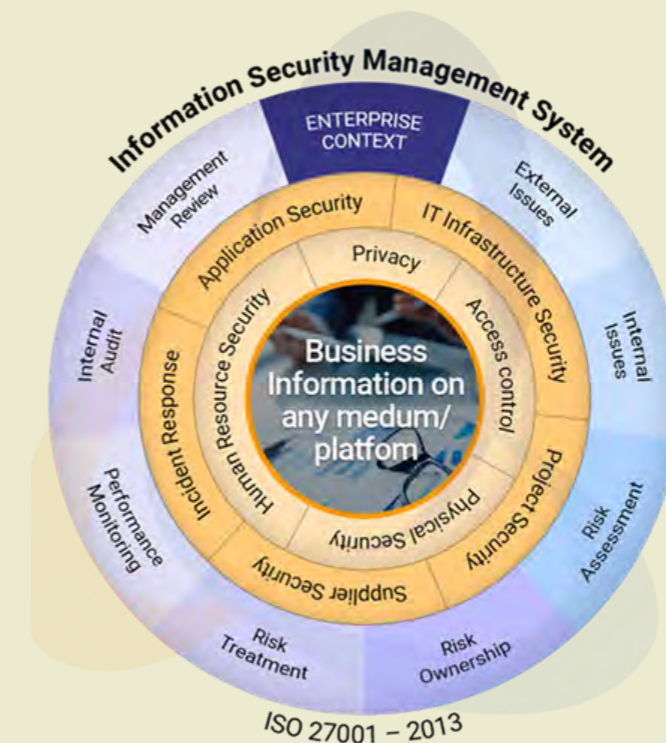 Information Security Management System
ENTERPRISE
CONTEXT
External
Issues
Internal
Issues
Risk
Assessment
Risk
Ownership
Risk
Treatment
Performance
Monitoring
Internal
Audit
Management
Review
Application Security
IT Infrastructure Security
Project Security
Supplier Security
Incident Response
Privacy
Access control
Physical Security
Human Resource Security
Business
Information on
any medum/
platfom
ISO 27001 – 2013